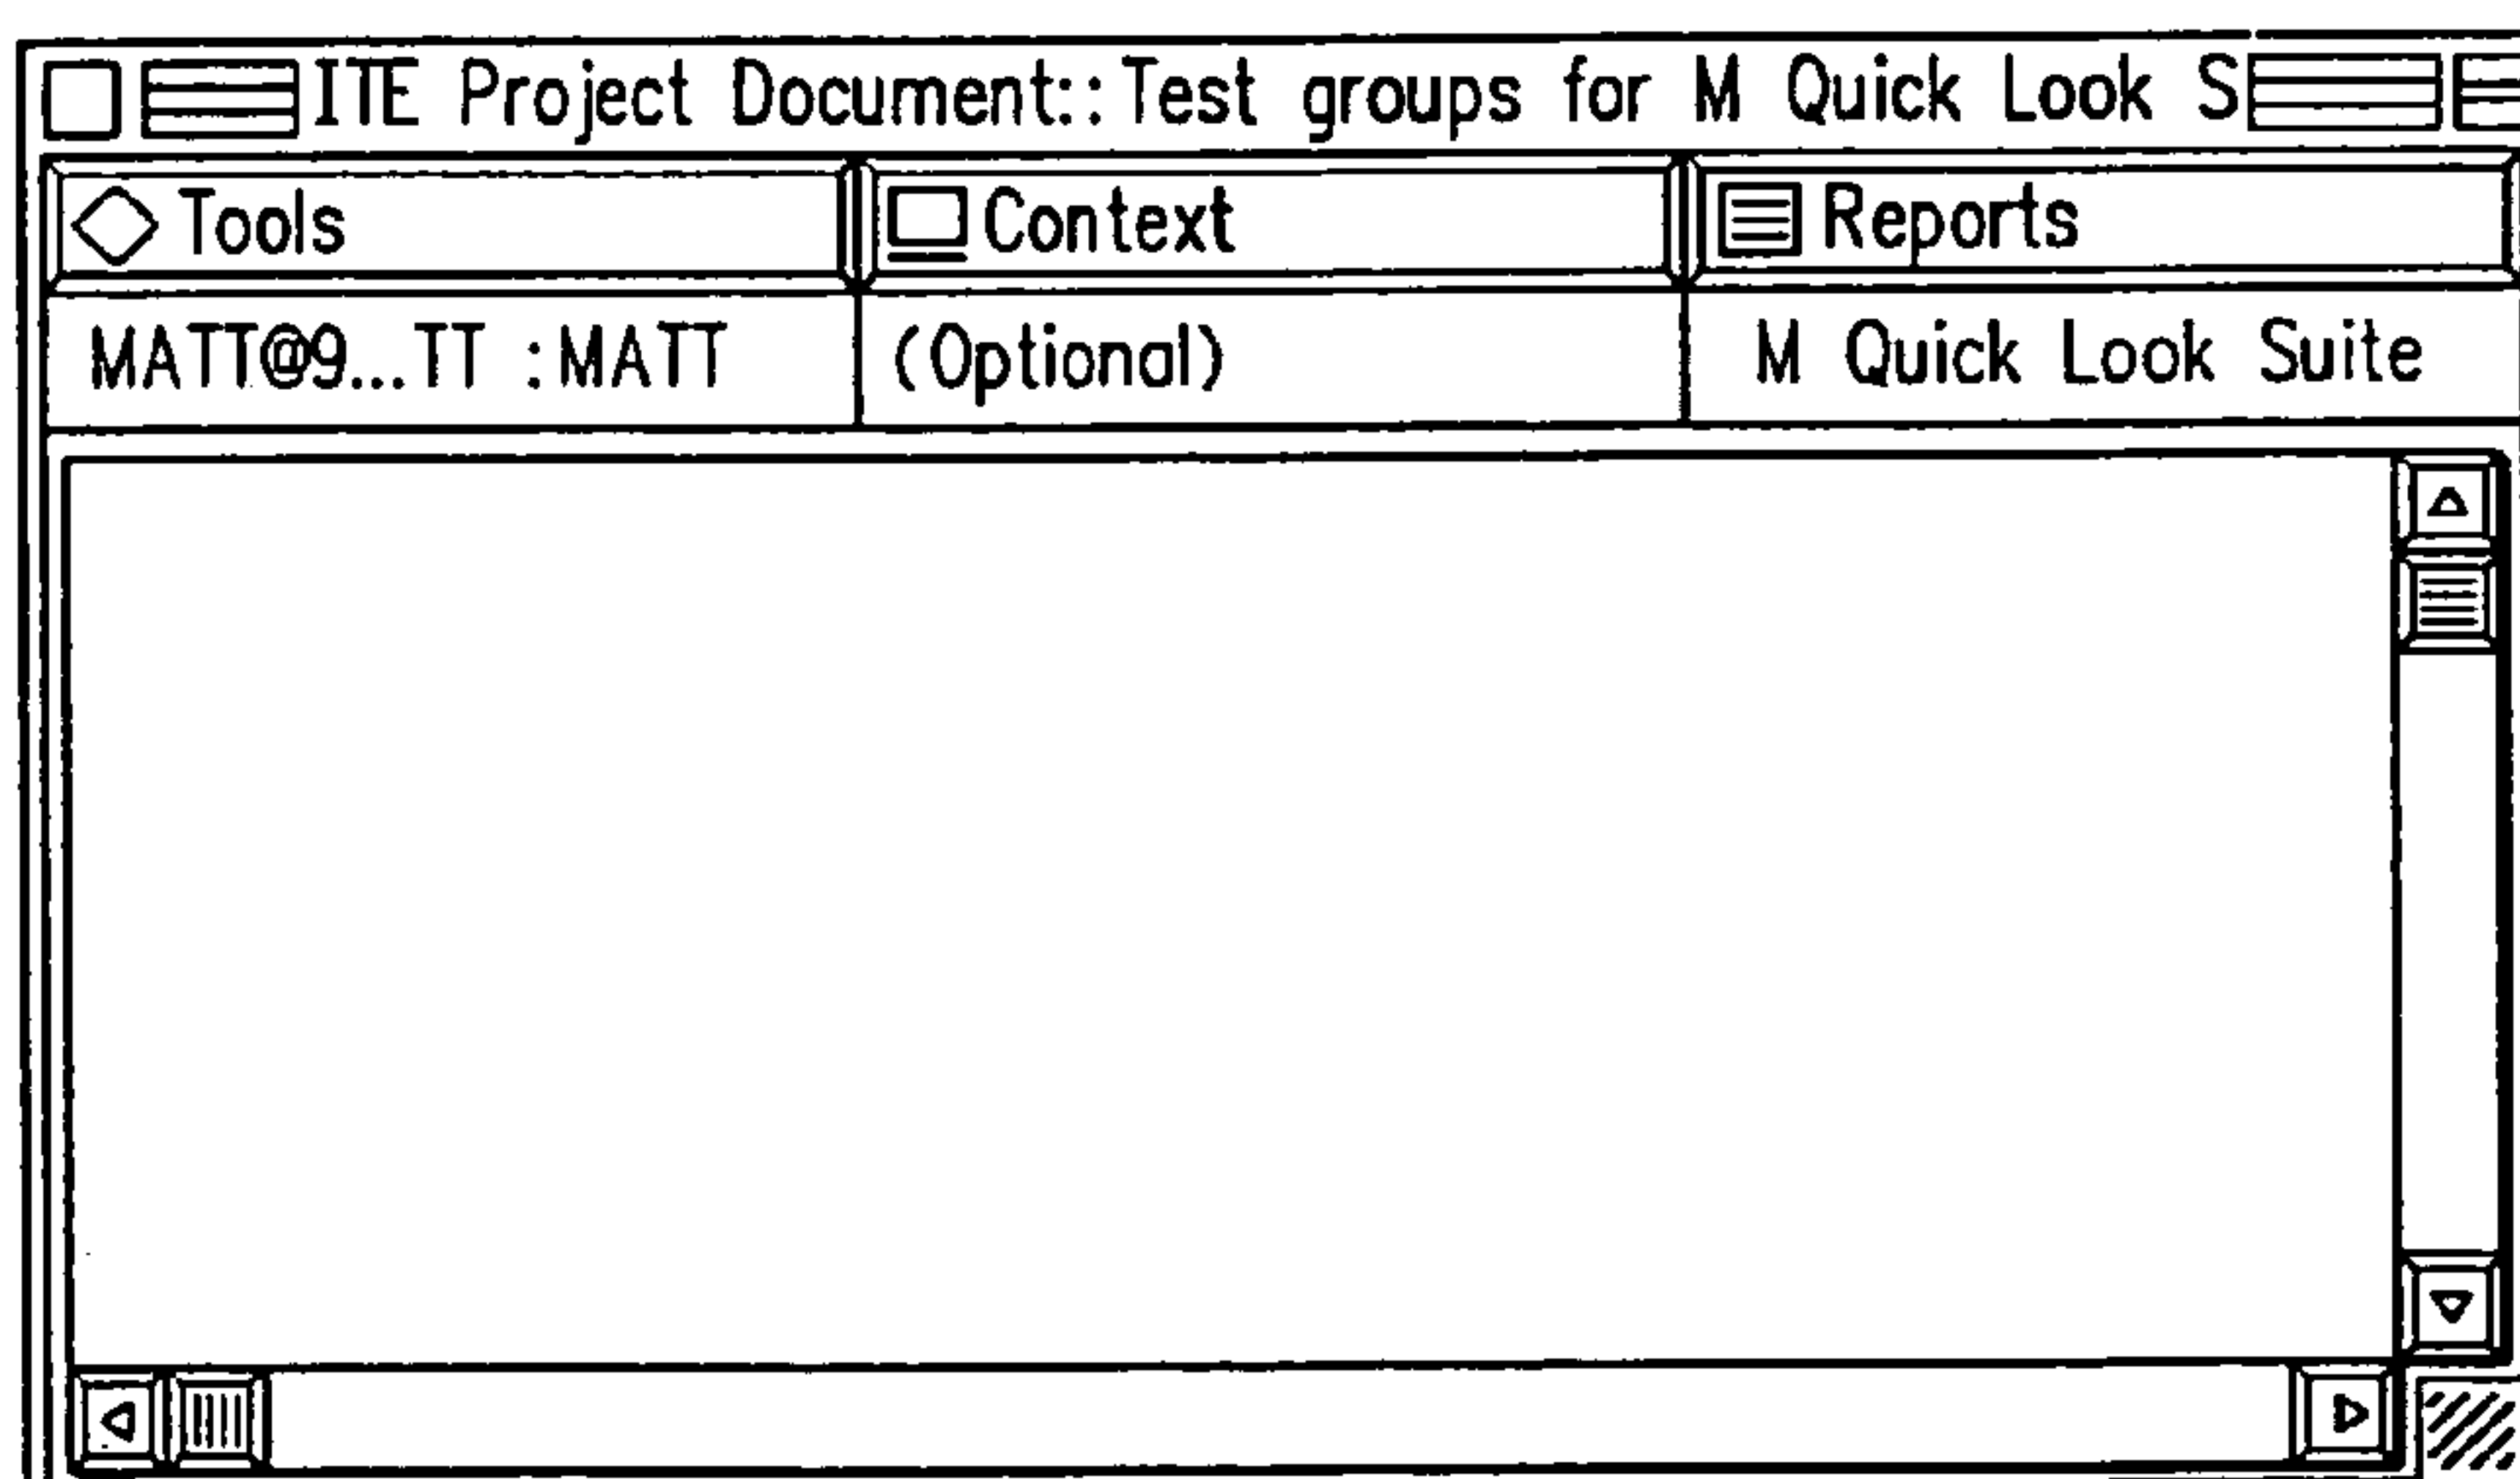 ITE Project Document::Test groups for M Quick Look S
Tools Context Reports
MATT@9...TT :MATT (Optional) M Quick Look Suite